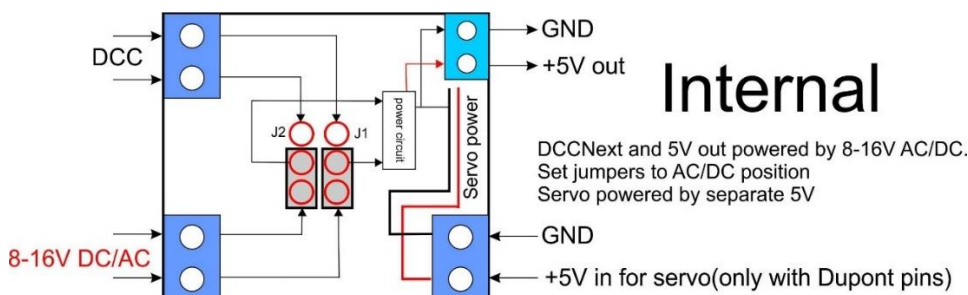 DCC
J2
J1
power circuit
Servo power
GND
+5V out
Internal
DCCNext and 5V out powered by 8-16V AC/DC.
Set jumpers to AC/DC position
Servo powered by separate 5V
8-16V DC/AC
GND
+5V in for servo(only with Dupont pins)